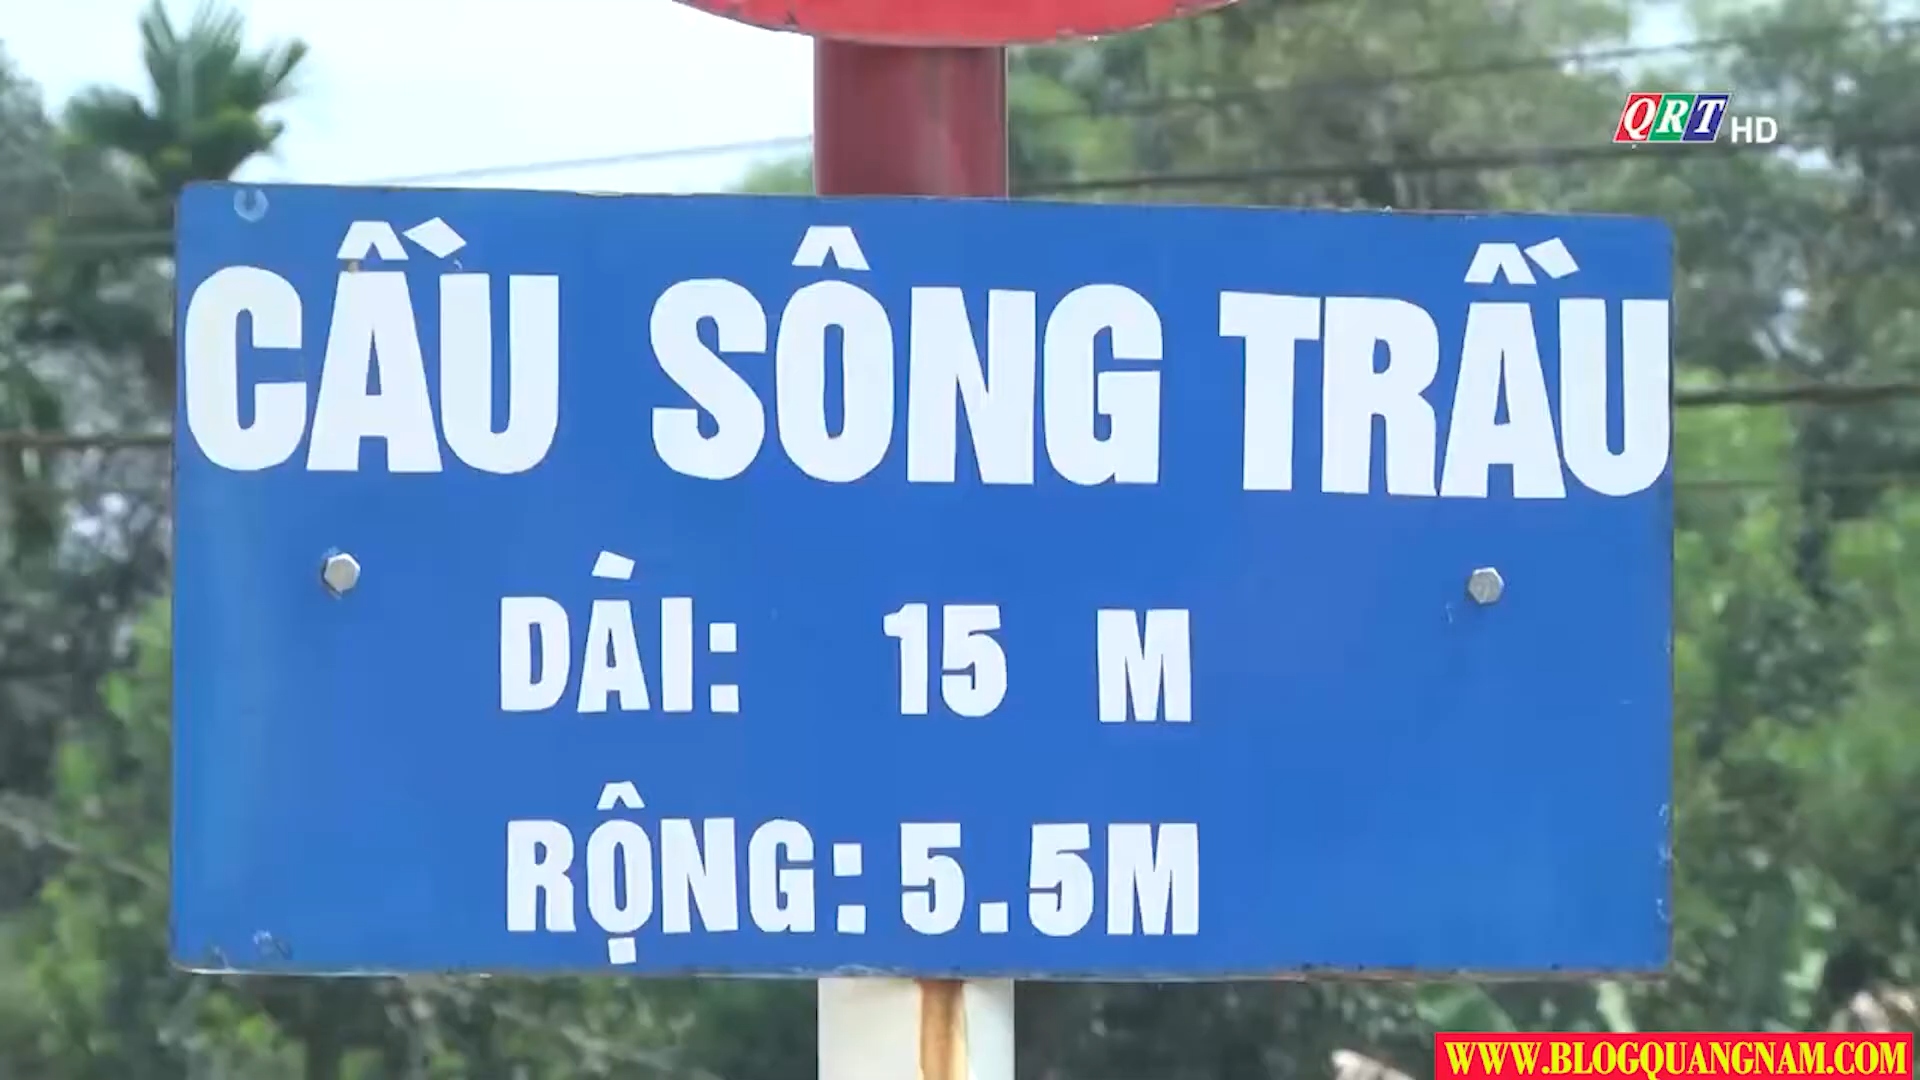 QRT HD
CẦU SÔNG TRẦU
DÀI: 15 M
RỘNG: 5.5M
WWW.BLOGQUANGNAM.COM